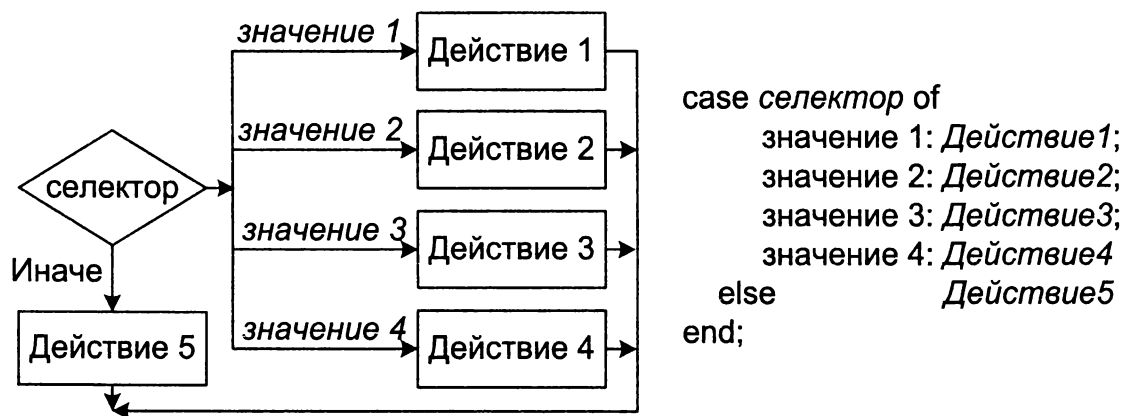 значение 1
Действие 1
значение 2
Действие 2
селектор
значение 3
Действие 3
Иначе
значение 4
Действие 4
Действие 5
case селектор of
значение 1: Действие1;
значение 2: Действие2;
значение 3: Действие3;
значение 4: Действие4
else Действие5
end;